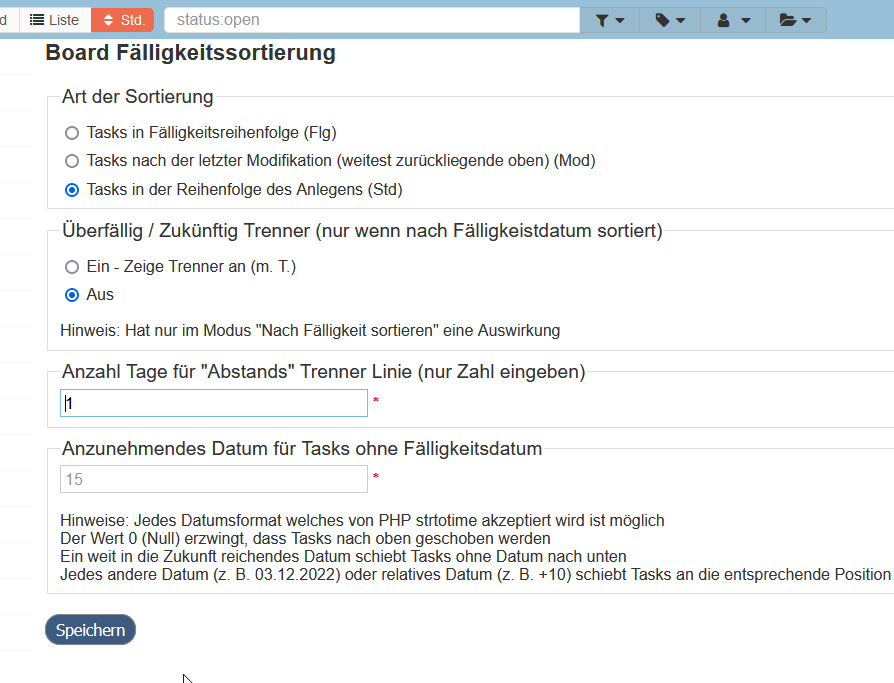 d Liste Std. status:open
Board Fälligkeitssortierung
Art der Sortierung
Tasks in Fälligkeitsreihenfolge (Flg)
Tasks nach der letzter Modifikation (weitest zurückliegende oben) (Mod)
Tasks in der Reihenfolge des Anlegens (Std)
Überfällig / Zukünftig Trenner (nur wenn nach Fälligkeistdatum sortiert)
Ein - Zeige Trenner an (m. T.)
Aus
Hinweis: Hat nur im Modus "Nach Fälligkeit sortieren" eine Auswirkung
Anzahl Tage für "Abstands" Trenner Linie (nur Zahl eingeben)
1 *
Anzunehmendes Datum für Tasks ohne Fälligkeitsdatum
15 *
Hinweise: Jedes Datumsformat welches von PHP strtotime akzeptiert wird ist möglich
Der Wert 0 (Null) erzwingt, dass Tasks nach oben geschoben werden
Ein weit in die Zukunft reichendes Datum schiebt Tasks ohne Datum nach unten
Jedes andere Datum (z. B. 03.12.2022) oder relatives Datum (z. B. +10) schiebt Tasks an die entsprechende Position
Speichern